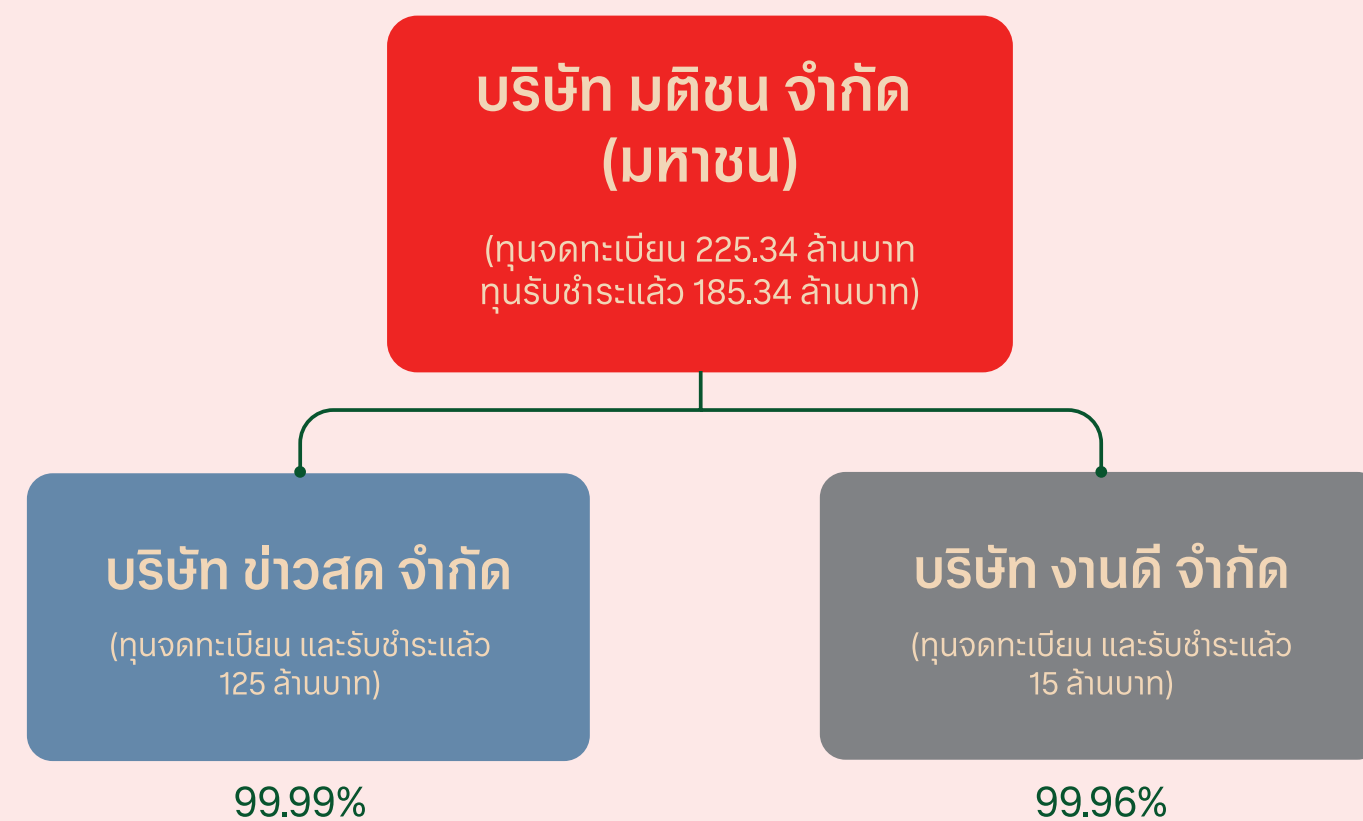 บริษัท มติชน จำกัด
(มหาชน)
(ทุนจดทะเบียน 225.34 ล้านบาท
ทุนรับชำระแล้ว 185.34 ล้านบาท)
บริษัท ข่าวสด จำกัด
(ทุนจดทะเบียน และรับชำระแล้ว
125 ล้านบาท)
99.99%
บริษัท งานดี จำกัด
(ทุนจดทะเบียน และรับชำระแล้ว
15 ล้านบาท)
99.96%